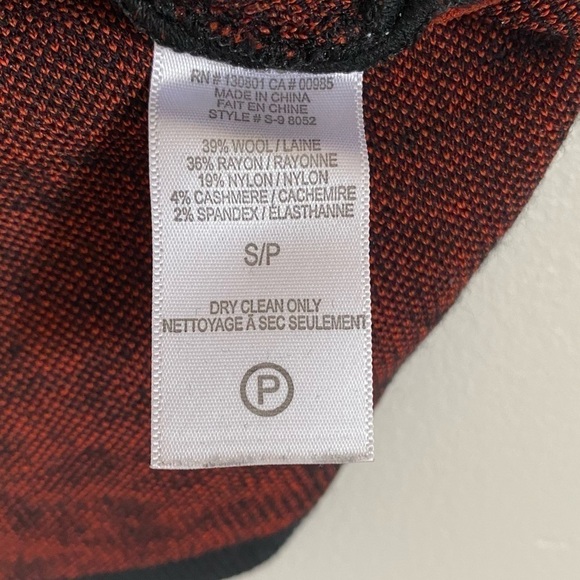 RN # 130801 CA # 00985
MADE IN CHINA
FAIT EN CHINE
STYLE # S-9 8052
39% WOOL / LAINE
36% RAYON / RAYONNE
19% NYLON / NYLON
4% CASHMERE / CACHEMIRE
2% SPANDEX / ÉLASTHANNE
S/P
DRY CLEAN ONLY
NETTOYAGE Ã SEC SEULEMENT
P